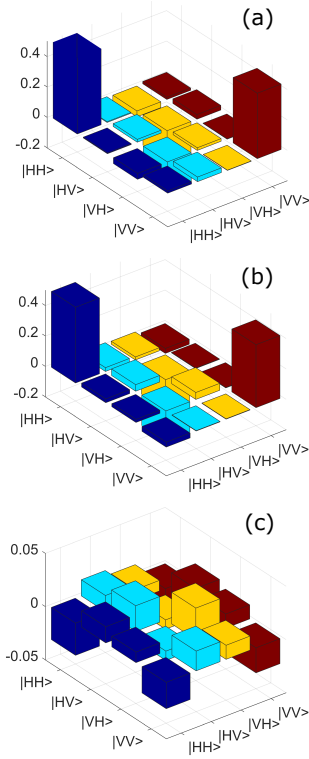 (a)
0.4
0.2
0
-0.2
|HH>
|HV>
|VH>
|VV>
|HH>
|HV>
|VH>
|VV>
(b)
0.4
0.2
0
-0.2
|HH>
|HV>
|VH>
|VV>
|HH>
|HV>
|VH>
|VV>
(c)
0.05
0
-0.05
|HH>
|HV>
|VH>
|VV>
|HH>
|HV>
|VH>
|VV>